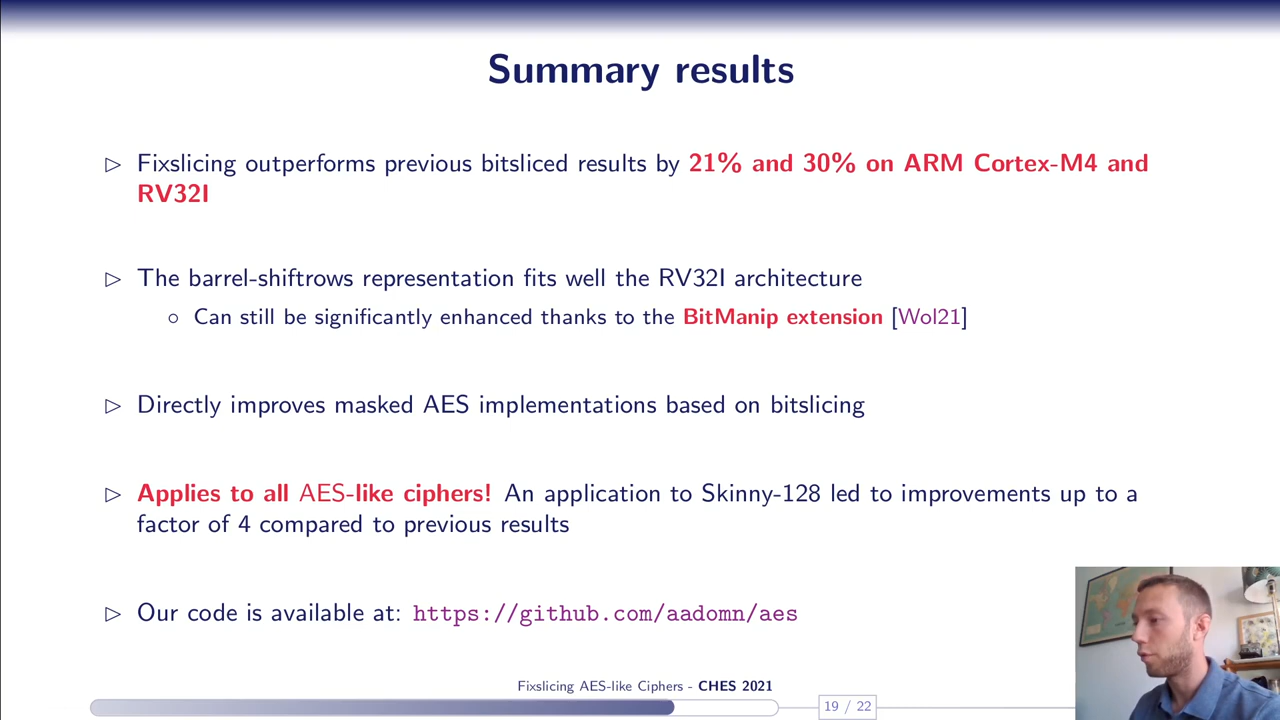 Summary results
▷ Fixslicing outperforms previous bitsliced results by 21% and 30% on ARM Cortex-M4 and
RV32I
▷ The barrel-shiftrows representation fits well the RV32I architecture
○ Can still be significantly enhanced thanks to the BitManip extension [Wol21]
▷ Directly improves masked AES implementations based on bitslicing
▷ Applies to all AES-like ciphers! An application to Skinny-128 led to improvements up to a
factor of 4 compared to previous results
▷ Our code is available at: https://github.com/aadomn/aes
Fixslicing AES-like Ciphers - CHES 2021
19 / 22